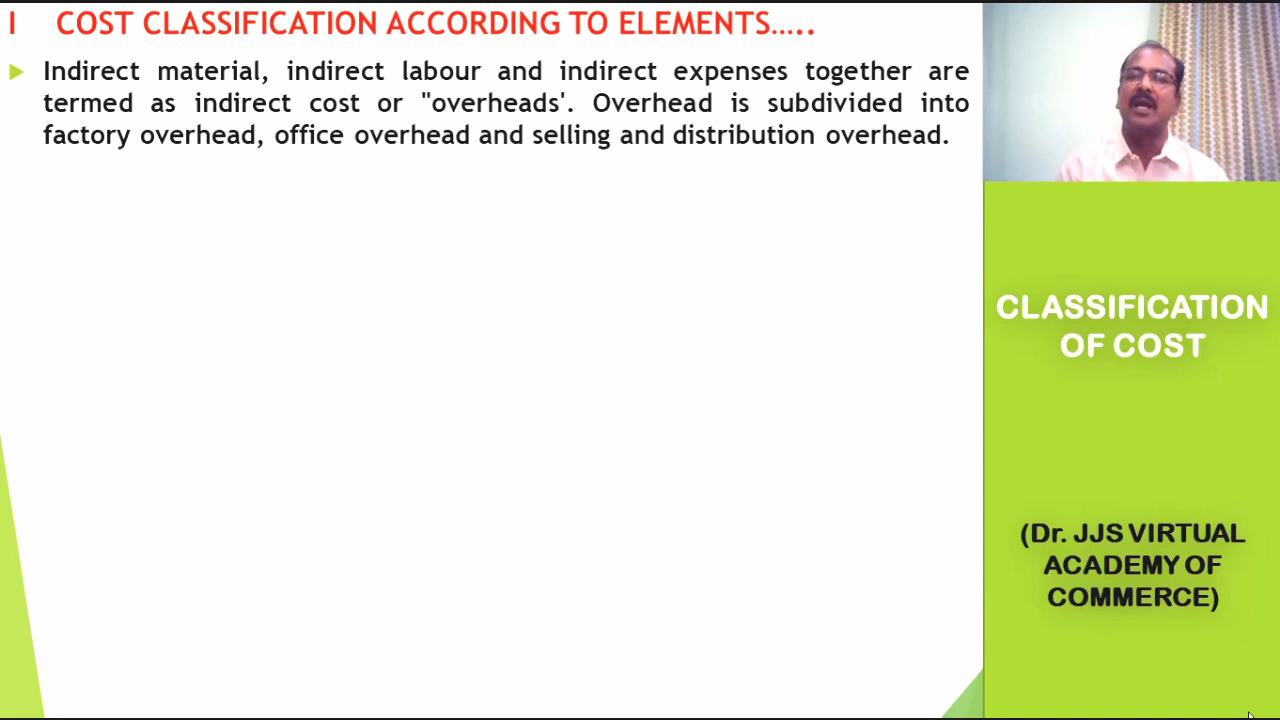 I COST CLASSIFICATION ACCORDING TO ELEMENTS.....
Indirect material, indirect labour and indirect expenses together are
termed as indirect cost or "overheads'. Overhead is subdivided into
factory overhead, office overhead and selling and distribution overhead.
CLASSIFICATION
OF COST
(Dr. JJS VIRTUAL
ACADEMY OF
COMMERCE)